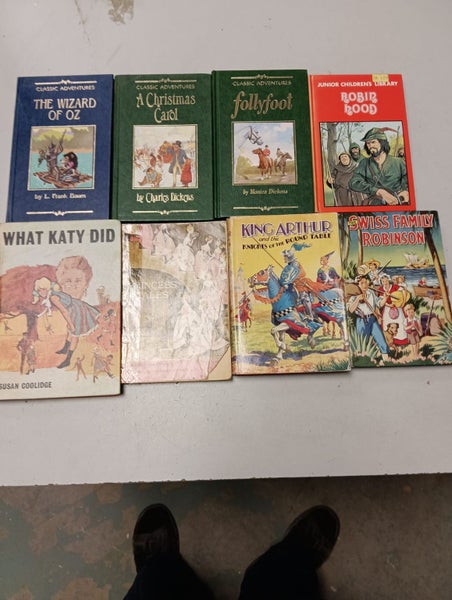 CLASSIC ADVENTURES
THE WIZARD
OF OZ
by L. Frank Baum
CLASSIC ADVENTURES
A Christmas
Carol
by Charles Dickens
CLASSIC ADVENTURES
follyfoot
by Monica Dickens
JUNIOR CHILDREN'S LIBRARY
ROBIN
HOOD
WHAT KATY DID
SUSAN COOLIDGE
KING ARTHUR
and the
KNIGHTS OF THE ROUND TABLE
SWISS FAMILY
ROBINSON